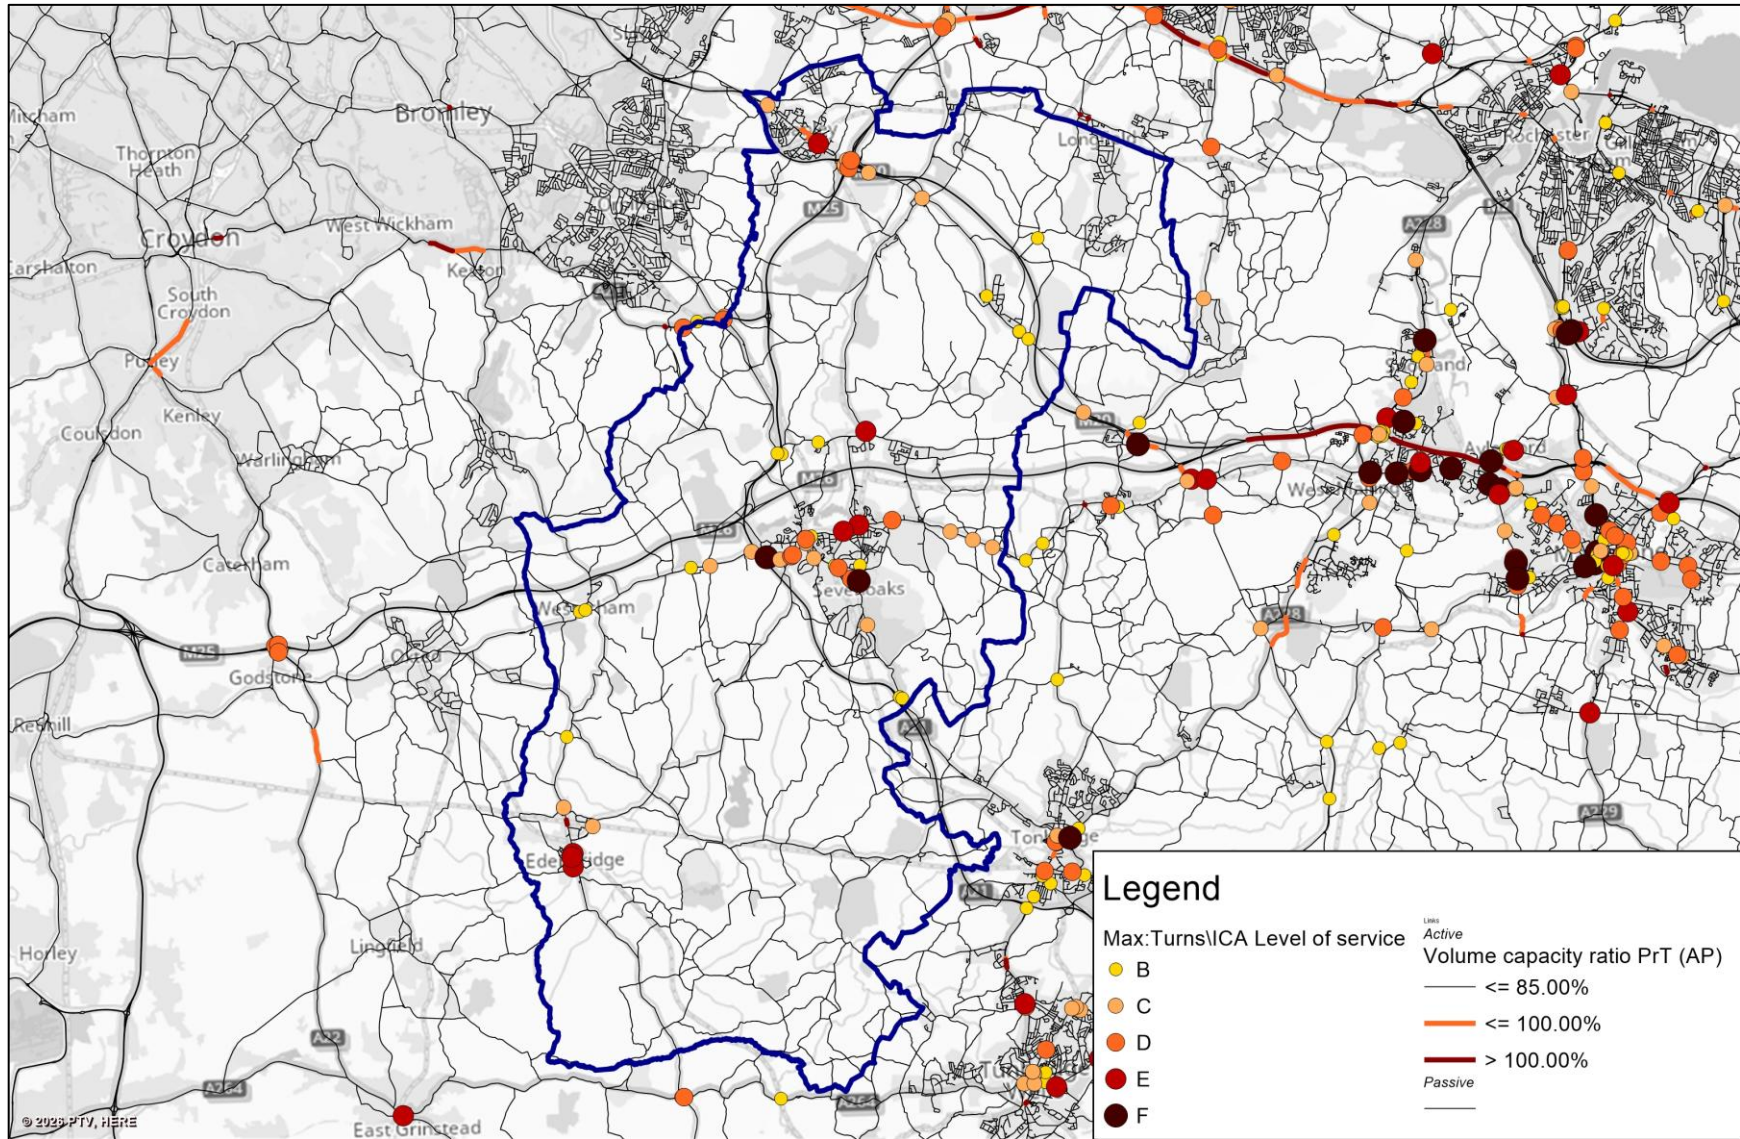 Mitcham
Bromley
Thornton
Heath
Longfield
Rochester
M25
West Wickham
Croydon
A228
Carshalton
Keston
South
Croydon
Purley
Kenley
Coulsdon
M20
Warlingham
Aylesford
M26
West Malling
Caterham
Sevenoaks
Westerham
A228
M25
Oxted
Godstone
Redhill
A21
A229
Tonbridge
Edenbridge
A21
Lingfield
Horley
A22
A264
A264
East Grinstead
© 2026 PTV, HERE
Legend
Max:Turns\ICA Level of service
B
C
D
E
F
Links
Active
Volume capacity ratio PrT (AP)
<= 85.00%
<= 100.00%
> 100.00%
Passive